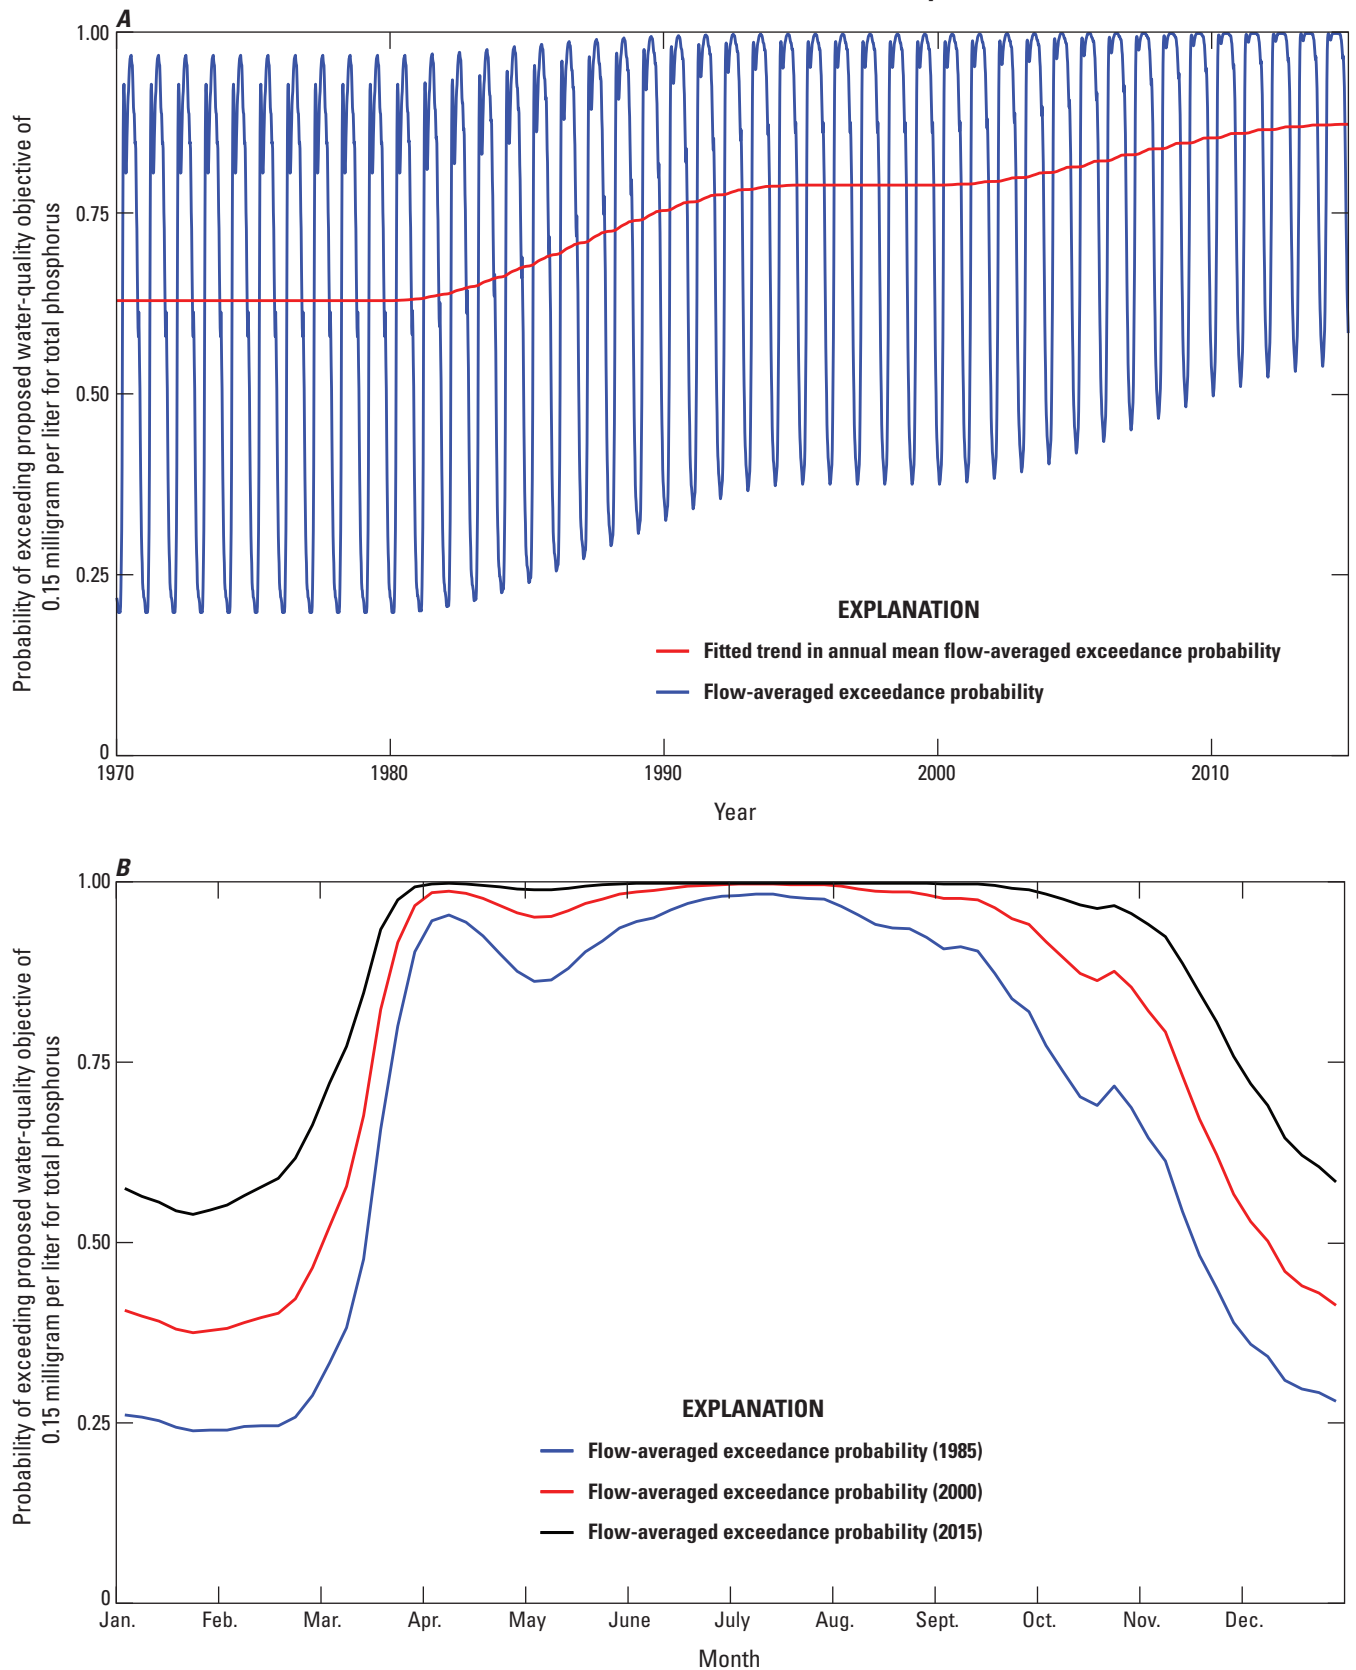 A
Probability of exceeding proposed water-quality objective of
0.15 milligram per liter for total phosphorus
1.00
0.75
0.50
0.25
0
EXPLANATION
Fitted trend in annual mean flow-averaged exceedance probability
Flow-averaged exceedance probability
1970
1980
1990
2000
2010
Year
B
Probability of exceeding proposed water-quality objective of
0.15 milligram per liter for total phosphorus
1.00
0.75
0.50
0.25
0
EXPLANATION
Flow-averaged exceedance probability (1985)
Flow-averaged exceedance probability (2000)
Flow-averaged exceedance probability (2015)
Jan.
Feb.
Mar.
Apr.
May
June
July
Aug.
Sept.
Oct.
Nov.
Dec.
Month